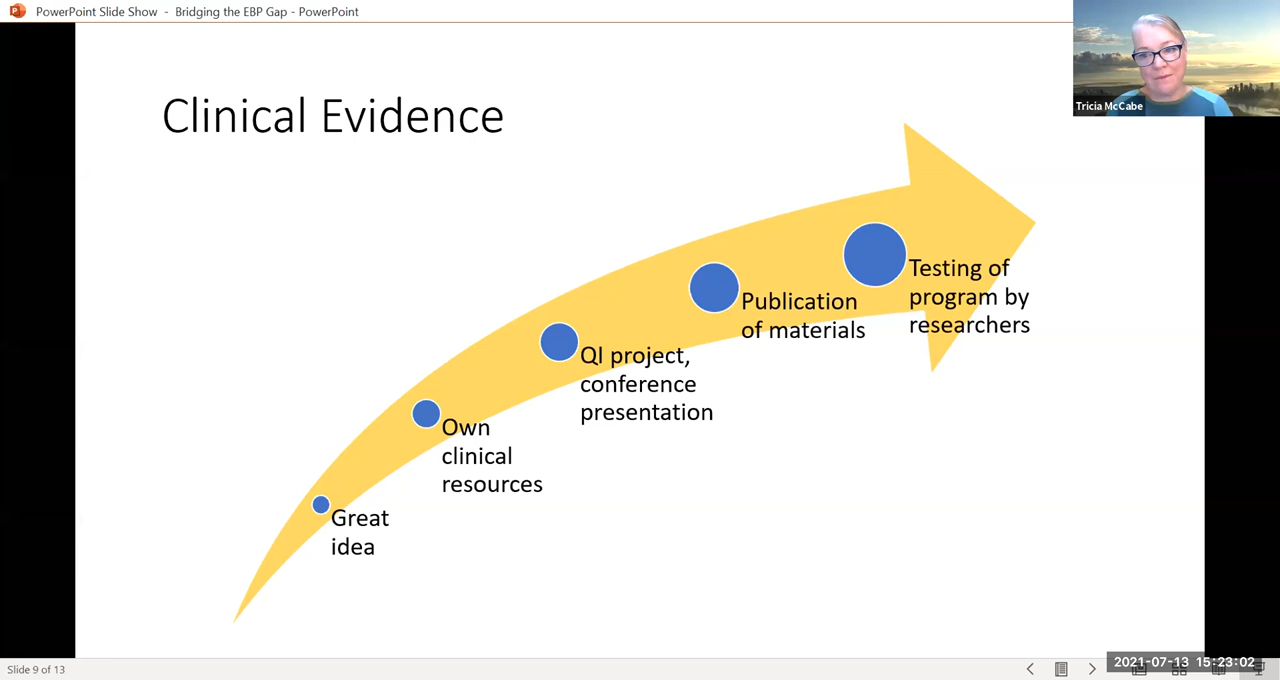 PowerPoint Slide Show - Bridging the EBP Gap - PowerPoint
Tricia McCabe
Clinical Evidence
Testing of
program by
researchers
Publication
of materials
QI project,
conference
presentation
Own
clinical
resources
Great
idea
Slide 9 of 13
2021-07-13 15:23:02